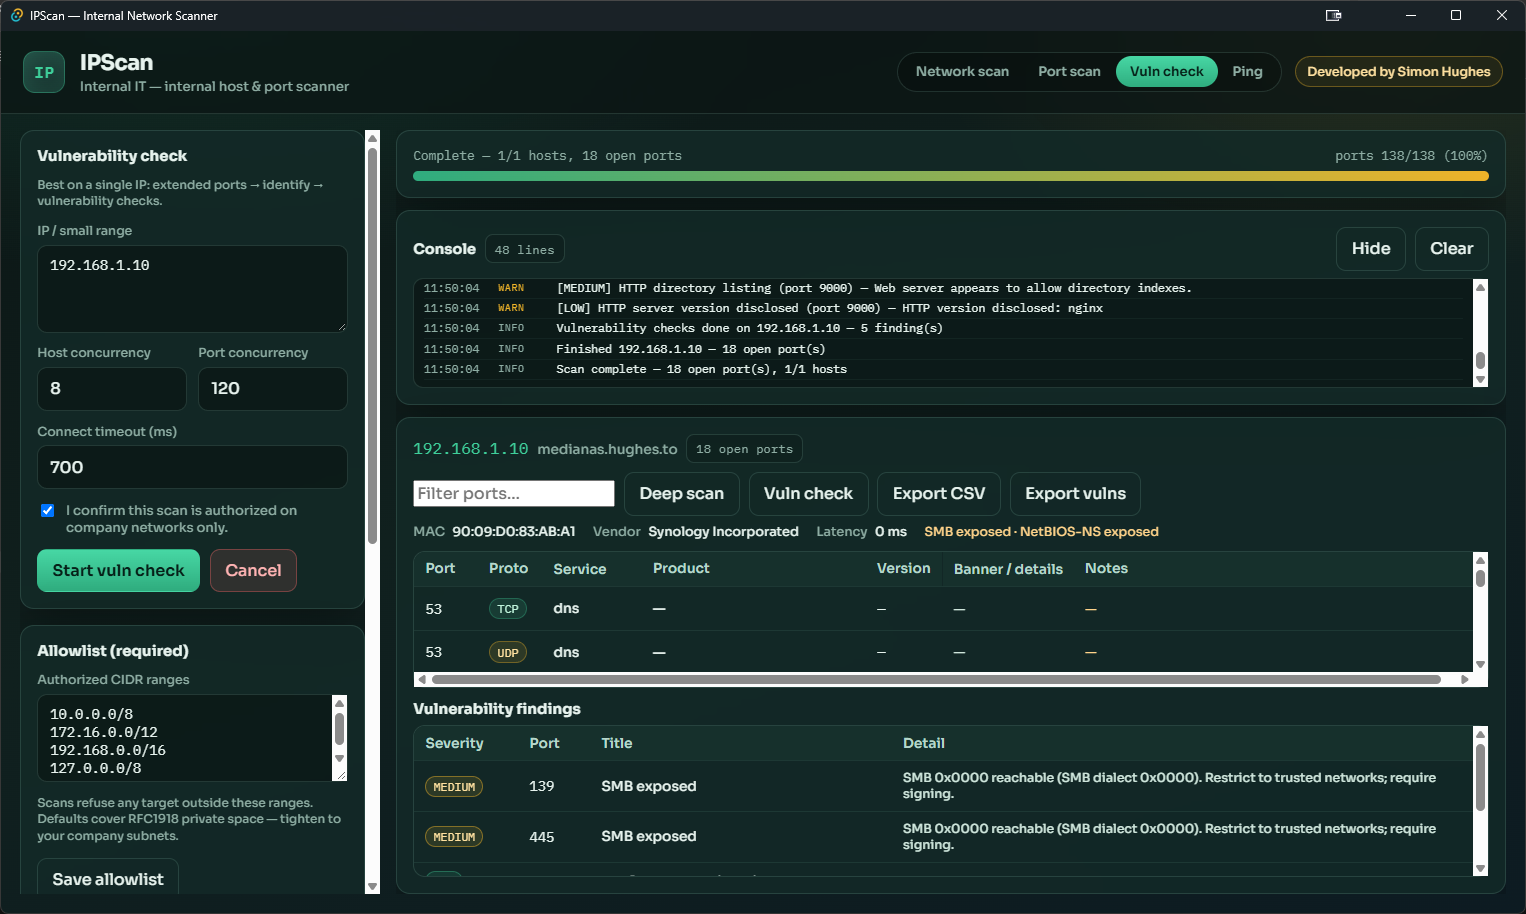 IPScan — Internal Network Scanner
IP
IPScan
Internal IT — internal host & port scanner
Network scan
Port scan
Vuln check
Ping
Developed by Simon Hughes
Vulnerability check
Best on a single IP: extended ports → identify →
vulnerability checks.
IP / small range
192.168.1.10
Host concurrency
Port concurrency
8
120
Connect timeout (ms)
700
I confirm this scan is authorized on
company networks only.
Start vuln check
Cancel
Allowlist (required)
Authorized CIDR ranges
10.0.0.0/8
172.16.0.0/12
192.168.0.0/16
127.0.0.0/8
Scans refuse any target outside these ranges.
Defaults cover RFC1918 private space — tighten to
your company subnets.
Save allowlist
Complete — 1/1 hosts, 18 open ports
ports 138/138 (100%)
Console
48 lines
Hide
Clear
11:50:04 WARN [MEDIUM] HTTP directory listing (port 9000) — Web server appears to allow directory indexes.
11:50:04 WARN [LOW] HTTP server version disclosed (port 9000) — HTTP version disclosed: nginx
11:50:04 INFO Vulnerability checks done on 192.168.1.10 — 5 finding(s)
11:50:04 INFO Finished 192.168.1.10 — 18 open port(s)
11:50:04 INFO Scan complete — 18 open port(s), 1/1 hosts
192.168.1.10 medianas.hughes.to 18 open ports
Filter ports...
Deep scan
Vuln check
Export CSV
Export vulns
MAC 90:09:D0:83:AB:A1 Vendor Synology Incorporated Latency 0 ms SMB exposed · NetBIOS-NS exposed
Port Proto Service Product Version Banner / details Notes
53 TCP dns — — — —
53 UDP dns — — — —
Vulnerability findings
Severity Port Title Detail
MEDIUM 139 SMB exposed SMB 0x0000 reachable (SMB dialect 0x0000). Restrict to trusted networks; require
signing.
MEDIUM 445 SMB exposed SMB 0x0000 reachable (SMB dialect 0x0000). Restrict to trusted networks; require
signing.